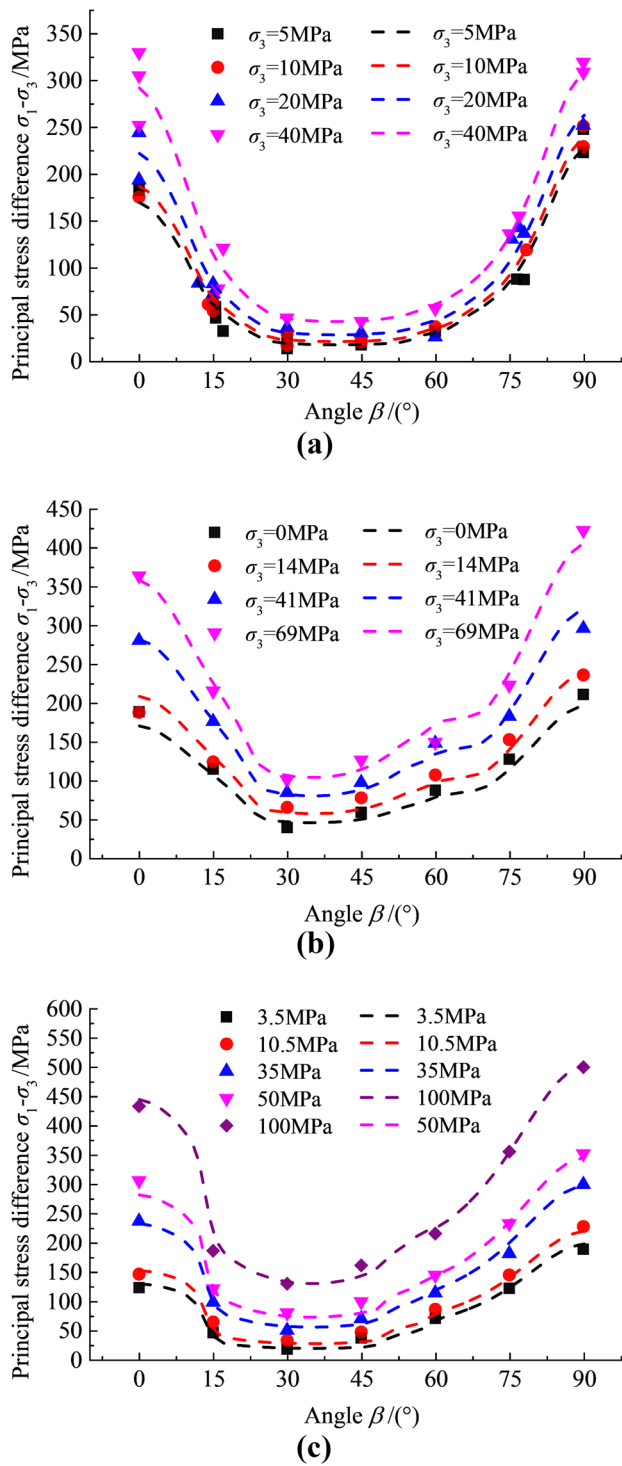 350
300
250
200
150
100
50
0
Principal stress difference σ₁-σ₃ /MPa
σ₃=5MPa σ₃=5MPa
σ₃=10MPa σ₃=10MPa
σ₃=20MPa σ₃=20MPa
σ₃=40MPa σ₃=40MPa
0 15 30 45 60 75 90
Angle β /(°)
(a)
450
400
350
300
250
200
150
100
50
0
Principal stress difference σ₁-σ₃ /MPa
σ₃=0MPa σ₃=0MPa
σ₃=14MPa σ₃=14MPa
σ₃=41MPa σ₃=41MPa
σ₃=69MPa σ₃=69MPa
0 15 30 45 60 75 90
Angle β /(°)
(b)
600
550
500
450
400
350
300
250
200
150
100
50
0
Principal stress difference σ₁-σ₃ /MPa
3.5MPa 3.5MPa
10.5MPa 10.5MPa
35MPa 35MPa
50MPa 100MPa
100MPa 50MPa
0 15 30 45 60 75 90
Angle β /(°)
(c)